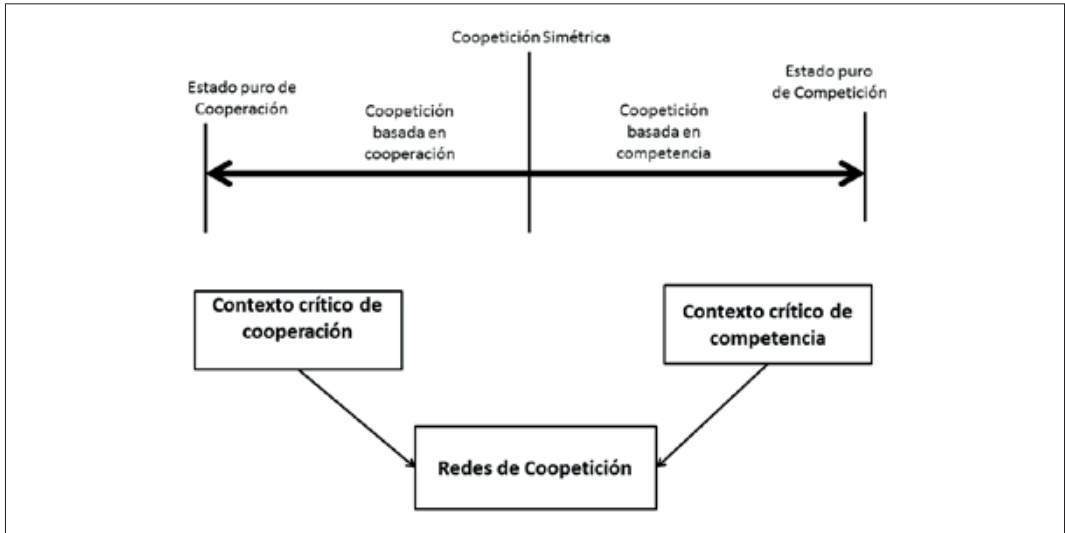 Coopetición Simétrica
Estado puro de
Cooperación
Coopetición
basada en
cooperación
Coopetición
basada en
competencia
Estado puro
de Competición
Contexto crítico de
cooperación
Contexto crítico de
competencia
Redes de Coopetición